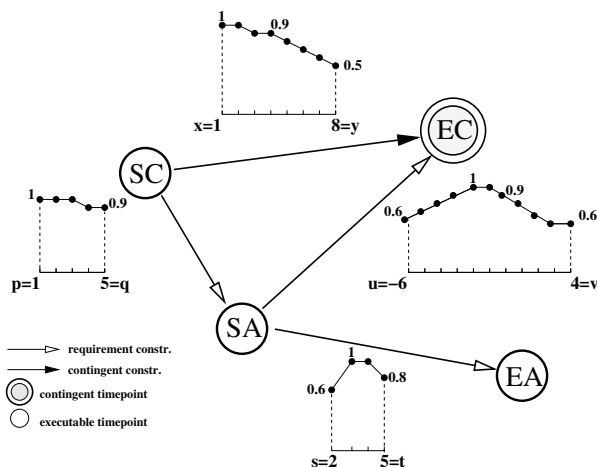 1
0.9
0.5
x=1
8=y
EC
SC
1
0.9
p=1
5=q
1
0.9
0.6
0.6
u=−6
4=v
SA
requirement constr.
contingent constr.
contingent timepoint
executable timepoint
1
0.6
0.8
s=2
5=t
EA